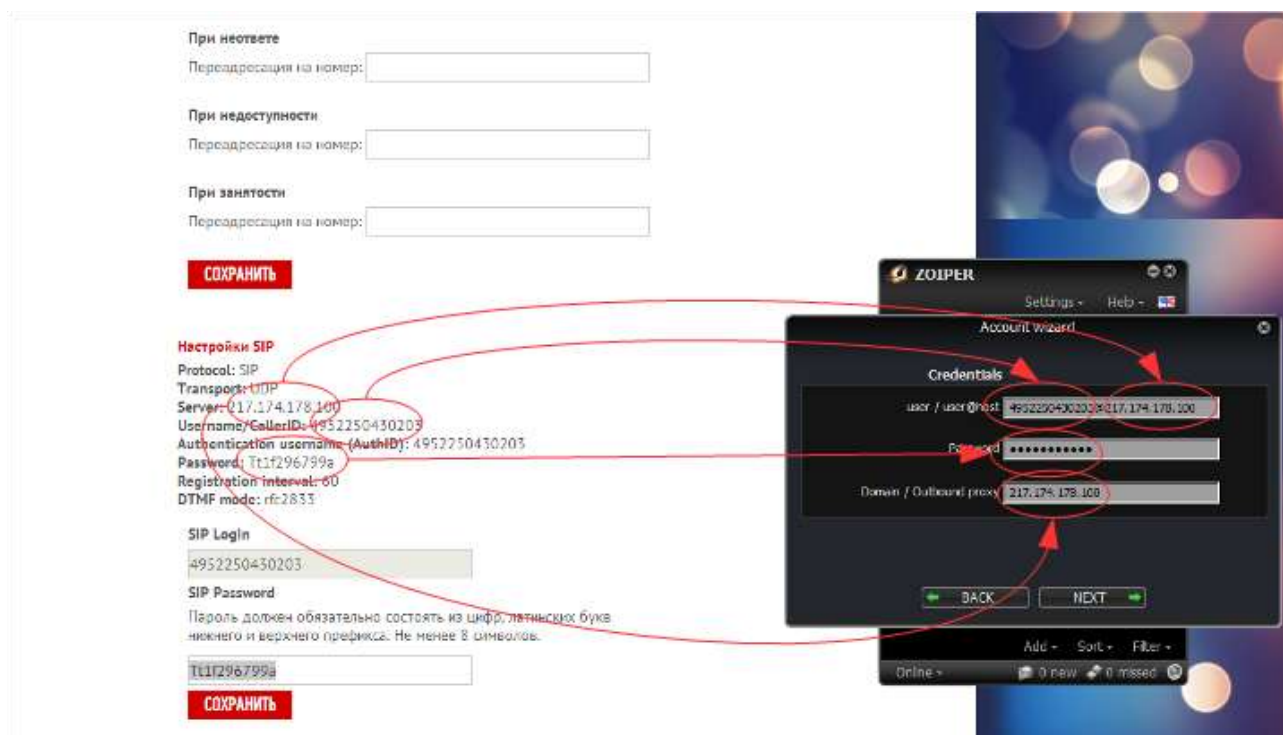 При неответе
Переадресация на номер:
При недоступности
Переадресация на номер:
При занятости
Переадресация на номер:
СОХРАНИТЬ
Настройки SIP
Protocol: SIP
Transport: UDP
Server: 217.174.178.100
Username/CallerID: 4952250430203
Authentication username (AuthID): 4952250430203
Password: Tt1f296799a
Registration interval: 60
DTMF mode: rfc2833
SIP Login
4952250430203
SIP Password
Пароль должен обязательно состоять из цифр, латинских букв
нижнего и верхнего префикса. Не менее 8 символов.
Tt1f296799a
СОХРАНИТЬ
ZOIPER
Settings Help
Account wizard
Credentials
user / user@host 4952250430203@217.174.178.100
Password ●●●●●●●●●●●
Domain / Outbound proxy 217.174.178.100
BACK NEXT
Add Sort Filter
Online 0 new 0 missed